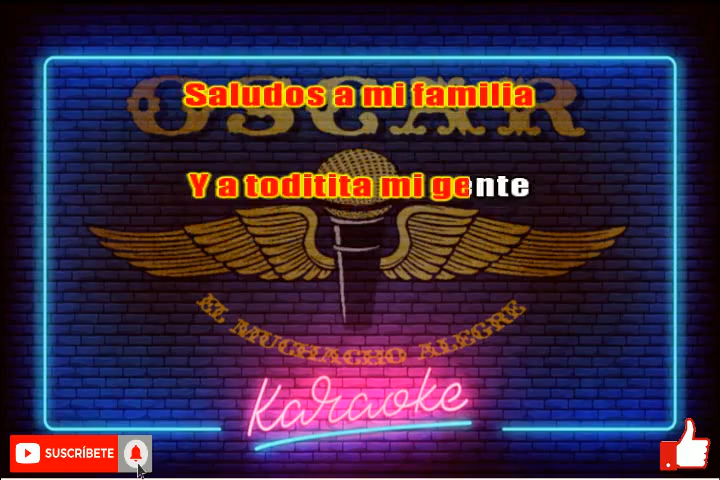 OSCAR
Saludos a mi familia
Y a toditita mi gente
EL MUCHACHO ALEGRE
Karaoke
SUSCRÍBETE